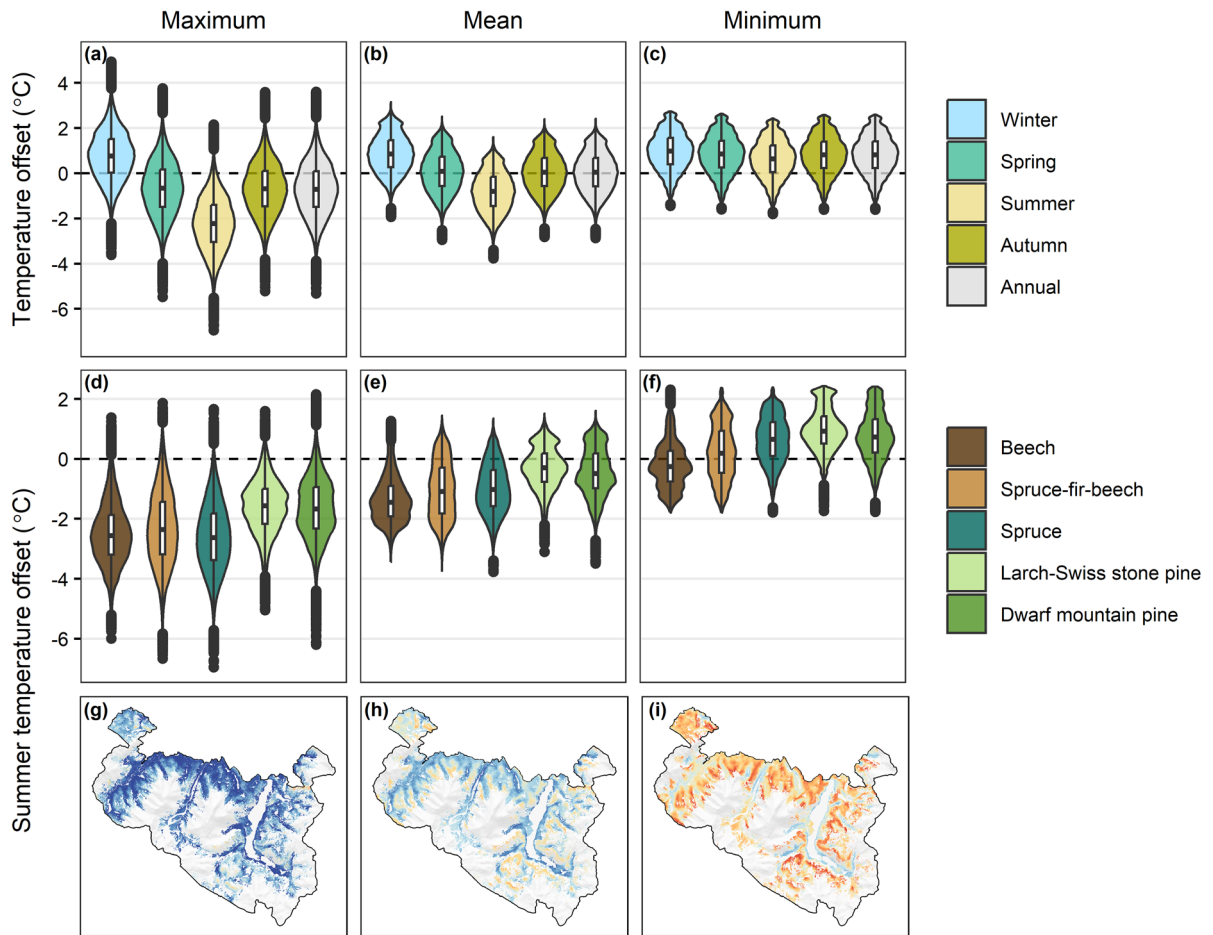 Maximum
Mean
Minimum
Temperature offset (°C)
(a)
(b)
(c)
4
2
0
-2
-4
-6
Winter
Spring
Summer
Autumn
Annual
Summer temperature offset (°C)
(d)
(e)
(f)
2
0
-2
-4
-6
Beech
Spruce-fir-beech
Spruce
Larch-Swiss stone pine
Dwarf mountain pine
(g)
(h)
(i)